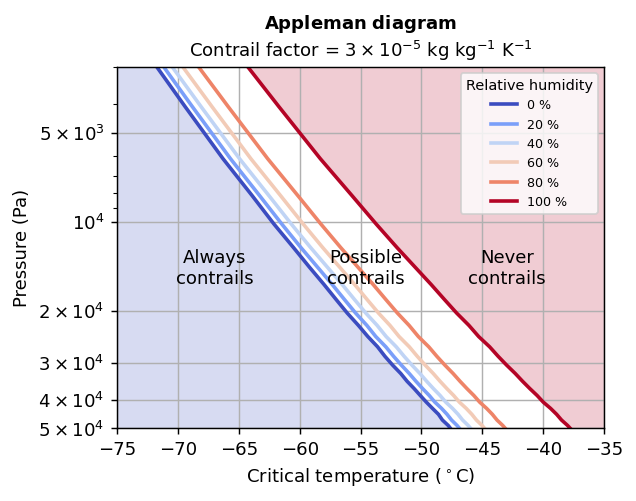 Appleman diagram
Contrail factor = 3 × 10⁻⁵ kg kg⁻¹ K⁻¹
Relative humidity
0 %
20 %
40 %
60 %
80 %
100 %
Pressure (Pa)
5 × 10³
10⁴
2 × 10⁴
3 × 10⁴
4 × 10⁴
5 × 10⁴
Always
contrails
Possible
contrails
Never
contrails
−75 −70 −65 −60 −55 −50 −45 −40 −35
Critical temperature (°C)